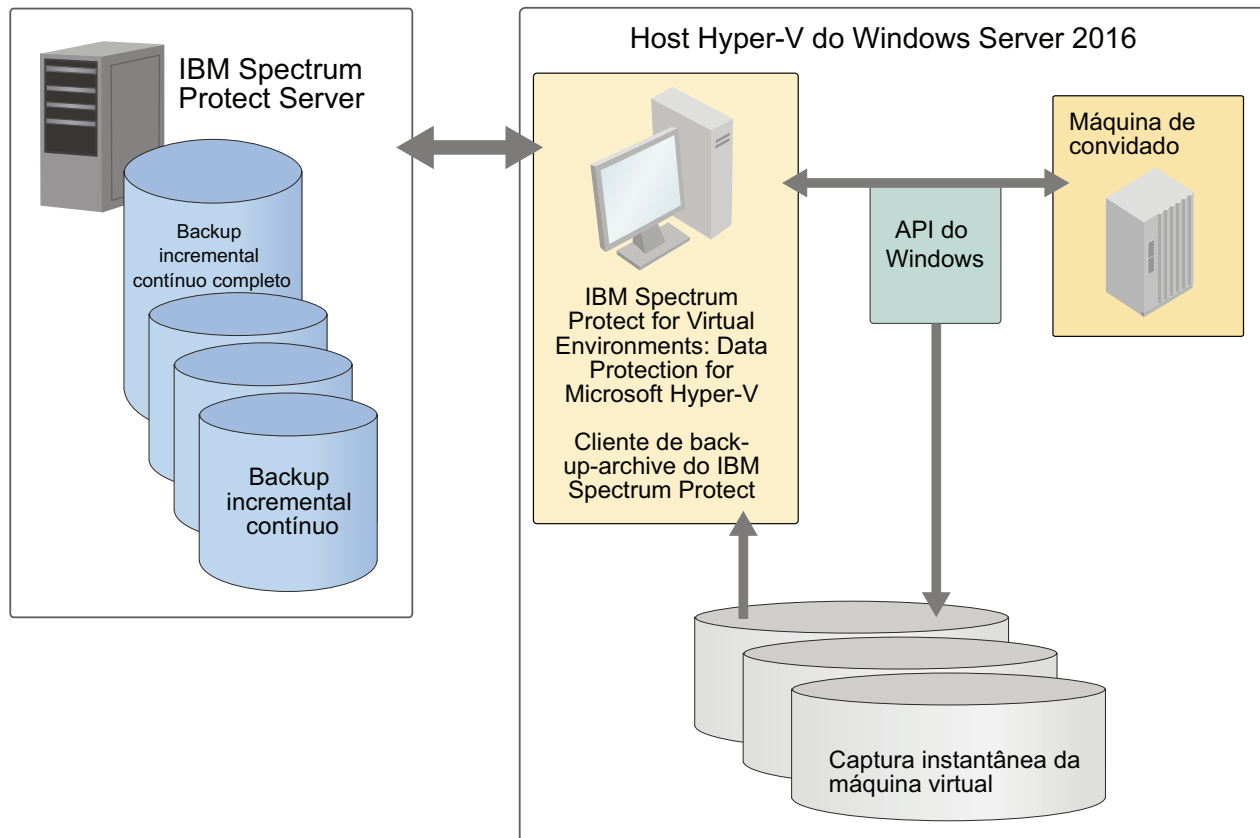 IBM Spectrum
Protect Server
Backup
incremental
contínuo completo
Backup
incremental
contínuo
Host Hyper-V do Windows Server 2016
IBM Spectrum
Protect for Virtual
Environments: Data
Protection for
Microsoft Hyper-V
Cliente de back-
up-archive do IBM
Spectrum Protect
API do
Windows
Máquina de
convidado
Captura instantânea da
máquina virtual